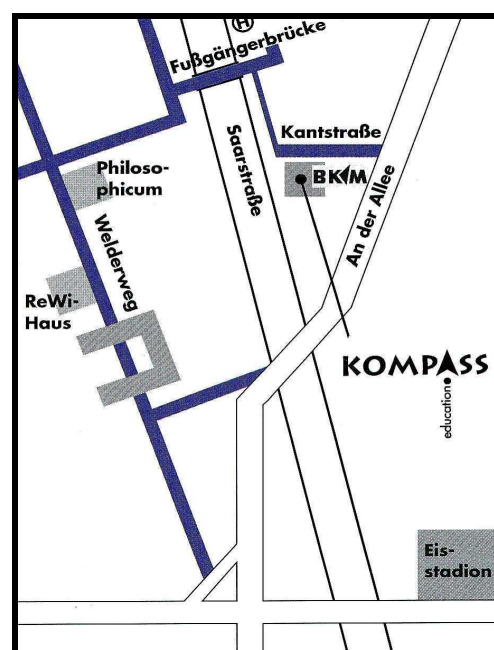 H
Fußgängerbrücke
Kantstraße
Saarstraße
BKM
Philoso-
phicum
An der Allee
Welderweg
ReWi-
Haus
KOMPASS
education
Eis-
stadion